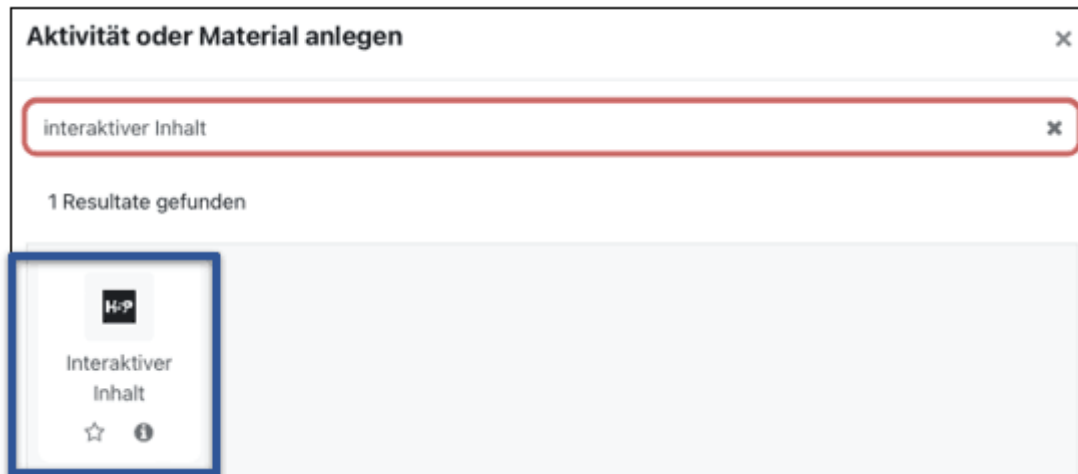 Aktivität oder Material anlegen
interaktiver Inhalt
1 Resultate gefunden
H-P
Interaktiver
Inhalt